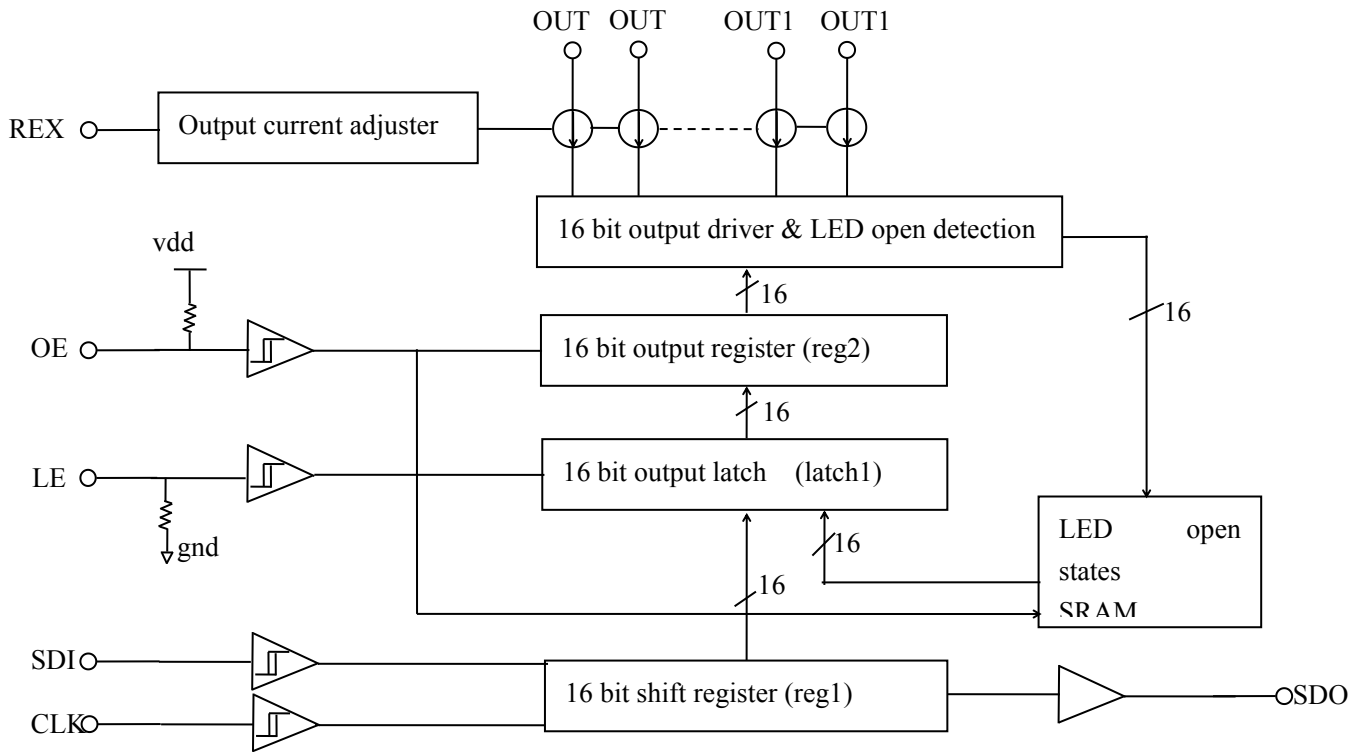 OUT OUT OUT1 OUT1
REX
Output current adjuster
16 bit output driver & LED open detection
vdd
16
16
OE
16 bit output register (reg2)
16
LE
16 bit output latch (latch1)
gnd
LED open
states
SRAM
16
16
SDI
16 bit shift register (reg1)
SDO
CLK